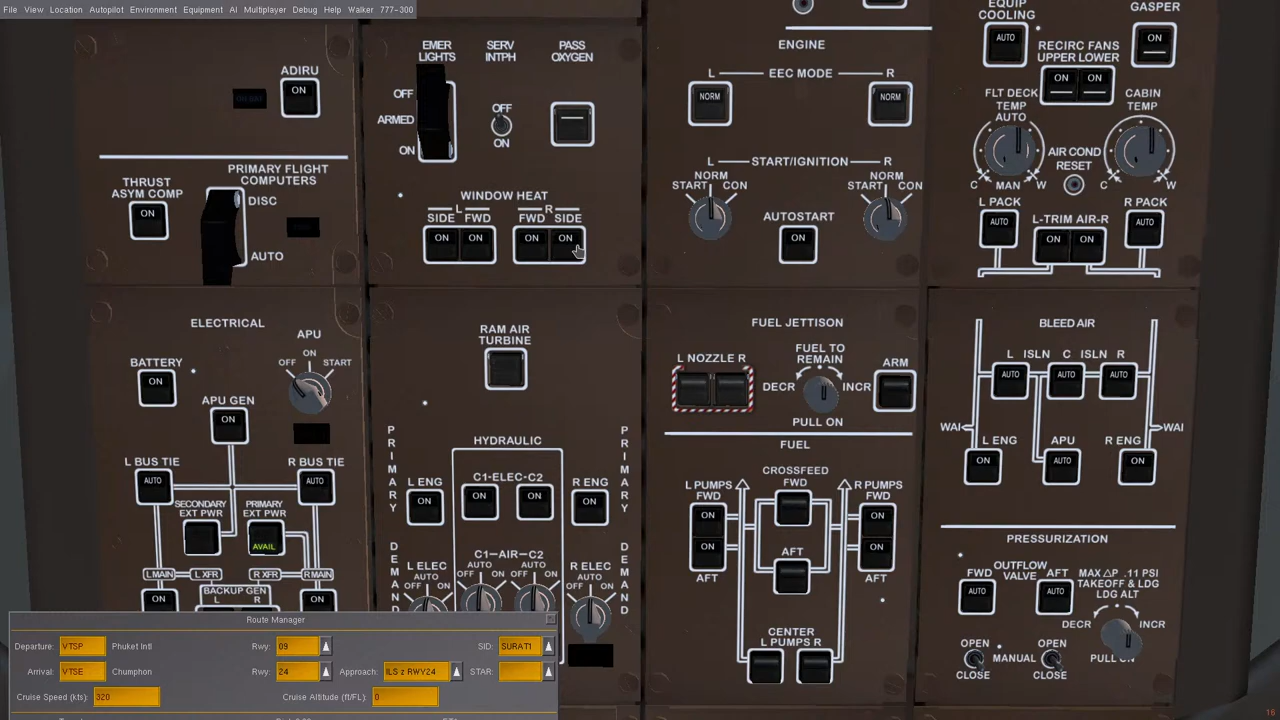 File View Location Autopilot Environment Equipment AI Multiplayer Debug Help Walker 777-300
ADIRU
ON
THRUST ASYM COMP
ON
PRIMARY FLIGHT COMPUTERS
DISC
AUTO
EMER LIGHTS
OFF
ARMED
ON
SERV INTPH
OFF
ON
PASS OXYGEN
WINDOW HEAT
L R
SIDE FWD FWD SIDE
ON ON ON ON
ENGINE
L EEC MODE R
NORM NORM
L START/IGNITION R
NORM NORM
START CON START CON
AUTOSTART
ON
EQUIP COOLING
AUTO
GASPER
ON
RECIRC FANS
UPPER LOWER
ON ON
FLT DECK TEMP
AUTO
C MAN W
CABIN TEMP
C W
AIR COND RESET
L PACK
AUTO
L-TRIM AIR-R
ON ON
R PACK
AUTO
ELECTRICAL
BATTERY
ON
APU
OFF ON START
APU GEN
ON
L BUS TIE
AUTO
R BUS TIE
AUTO
SECONDARY EXT PWR
PRIMARY EXT PWR
AVAIL
L MAIN L XFR R XFR R MAIN
BACKUP GEN
L R
ON ON
RAM AIR TURBINE
HYDRAULIC
PRIMARY
PRIMARY
L ENG
ON
C1-ELEC-C2
ON ON
R ENG
ON
DEMAND
DEMAND
L ELEC
AUTO
OFF ON
C1-AIR-C2
AUTO AUTO
OFF ON OFF ON
R ELEC
AUTO
OFF ON
FUEL JETTISON
L NOZZLE R
FUEL TO REMAIN
DECR INCR
PULL ON
ARM
FUEL
CROSSFEED
FWD
AFT
L PUMPS
FWD
ON
ON
AFT
R PUMPS
FWD
ON
ON
AFT
CENTER
L PUMPS R
BLEED AIR
L ISLN C ISLN R
AUTO AUTO AUTO
WAI WAI
L ENG
ON
APU
AUTO
R ENG
ON
PRESSURIZATION
OUTFLOW VALVE
FWD AFT
AUTO AUTO
MAX ΔP .11 PSI
TAKEOFF & LDG
LDG ALT
DECR INCR
PULL ON
OPEN OPEN
MANUAL
CLOSE CLOSE
Route Manager
Departure: VTSP Phuket Intl Rwy: 09 SID: SURAT1
Arrival: VTSE Chumphon Rwy: 24 Approach: ILS z RWY24 STAR:
Cruise Speed (kts): 320 Cruise Altitude (ft/FL): 0
16